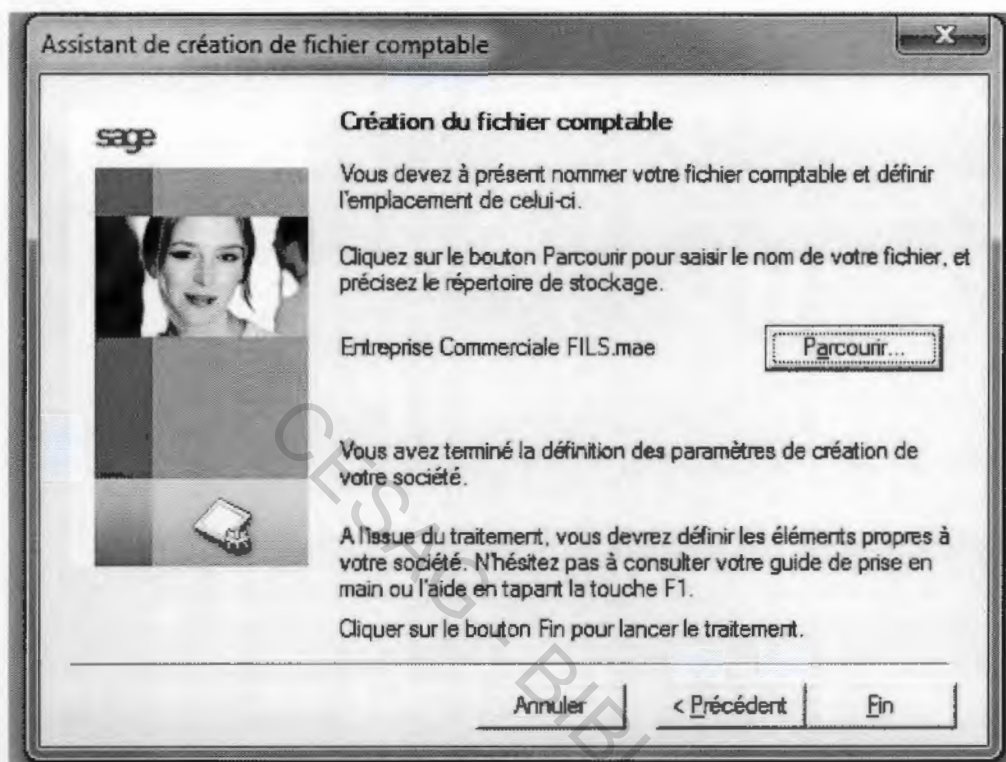 Assistant de création de fichier comptable
sage
Création du fichier comptable
Vous devez à présent nommer votre fichier comptable et définir
l'emplacement de celui-ci.
Cliquez sur le bouton Parcourir pour saisir le nom de votre fichier, et
précisez le répertoire de stockage.
Entreprise Commerciale FILS.mae
Parcourir...
Vous avez terminé la définition des paramètres de création de
votre société.
A l'issue du traitement, vous devrez définir les éléments propres à
votre société. N'hésitez pas à consulter votre guide de prise en
main ou l'aide en tapant la touche F1.
Cliquer sur le bouton Fin pour lancer le traitement.
Annuler
< Précédent
Fin
CESAG - BIBL